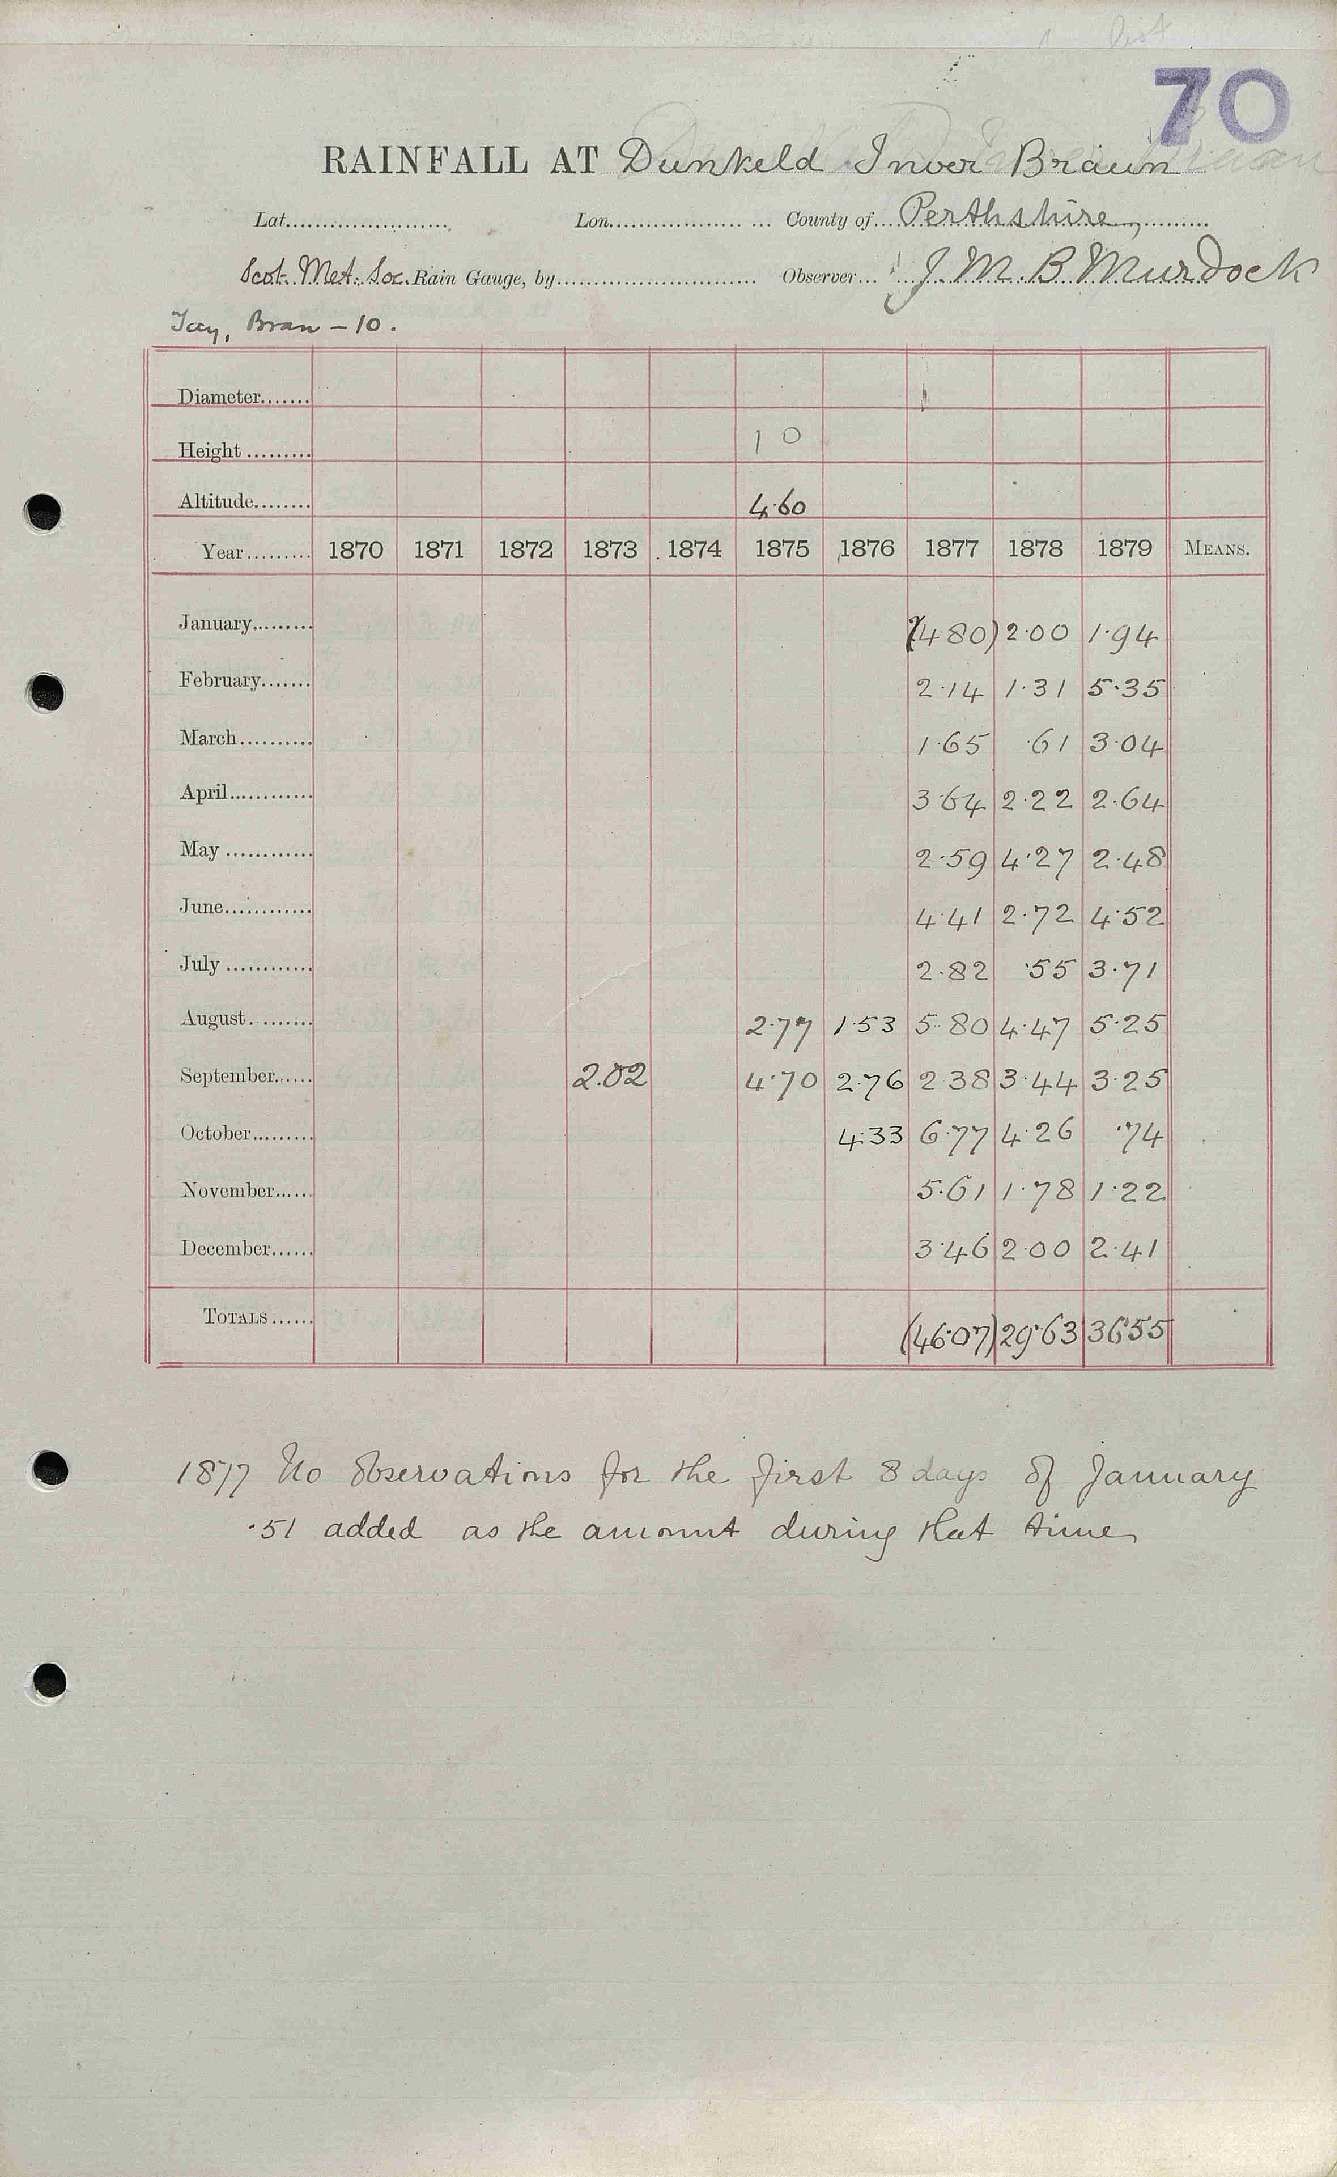 70
RAINFALL AT Dunkeld Inver Braun
Lat. Lon. County of Perthshire
Scot. Met. Soc. Rain Gauge, by Observer J. M. B. Murdock
Tay, Bran - 10.
Diameter
Height 1 0
Altitude 460
Year 1870 1871 1872 1873 1874 1875 1876 1877 1878 1879 MEANS.
January (4·80) 2·00 1·94
February 2·14 1·31 5·35
March 1·65 ·61 3·04
April 3·64 2·22 2·64
May 2·59 4·27 2·48
June 4·41 2·72 4·52
July 2·82 ·55 3·71
August 2·77 1·53 5·80 4·47 5·25
September 2.02 4·70 2·76 2·38 3·44 3·25
October 4·33 6·77 4·26 ·74
November 5·61 1·78 1·22
December 3·46 2·00 2·41
TOTALS (46·07) 29·63 36·55
1877 No observations for the first 8 days of January
·51 added as the amount during that time